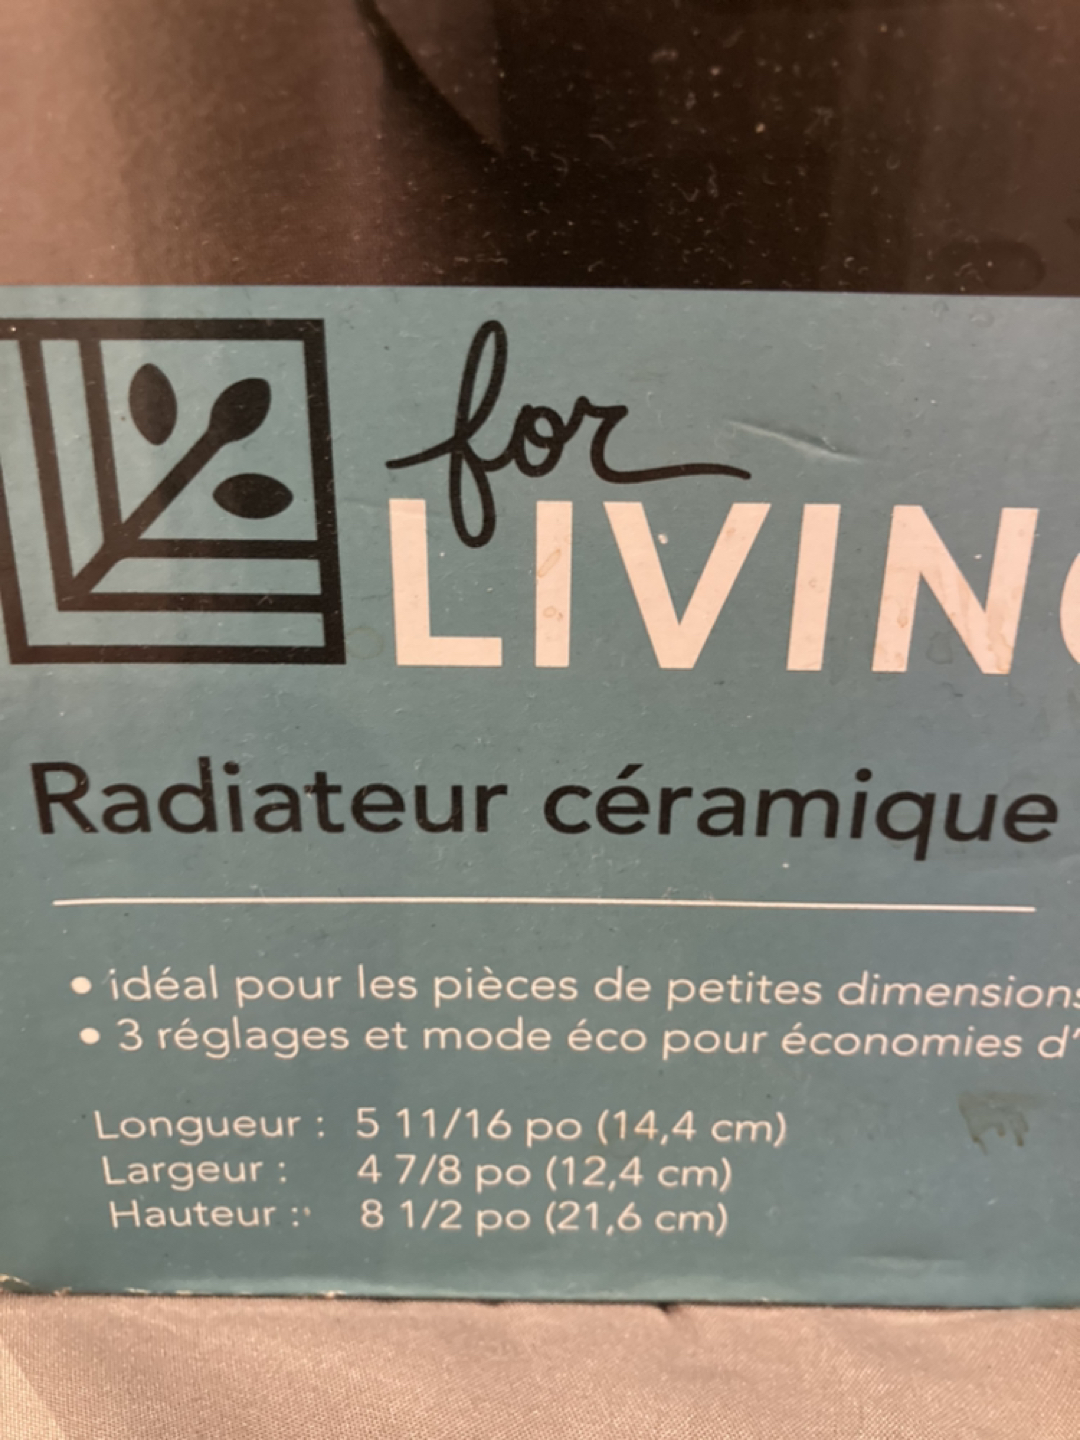 for
LIVIN
Radiateur céramique
• idéal pour les pièces de petites dimensions
• 3 réglages et mode éco pour économies d'
Longueur : 5 11/16 po (14,4 cm)
Largeur : 4 7/8 po (12,4 cm)
Hauteur : 8 1/2 po (21,6 cm)